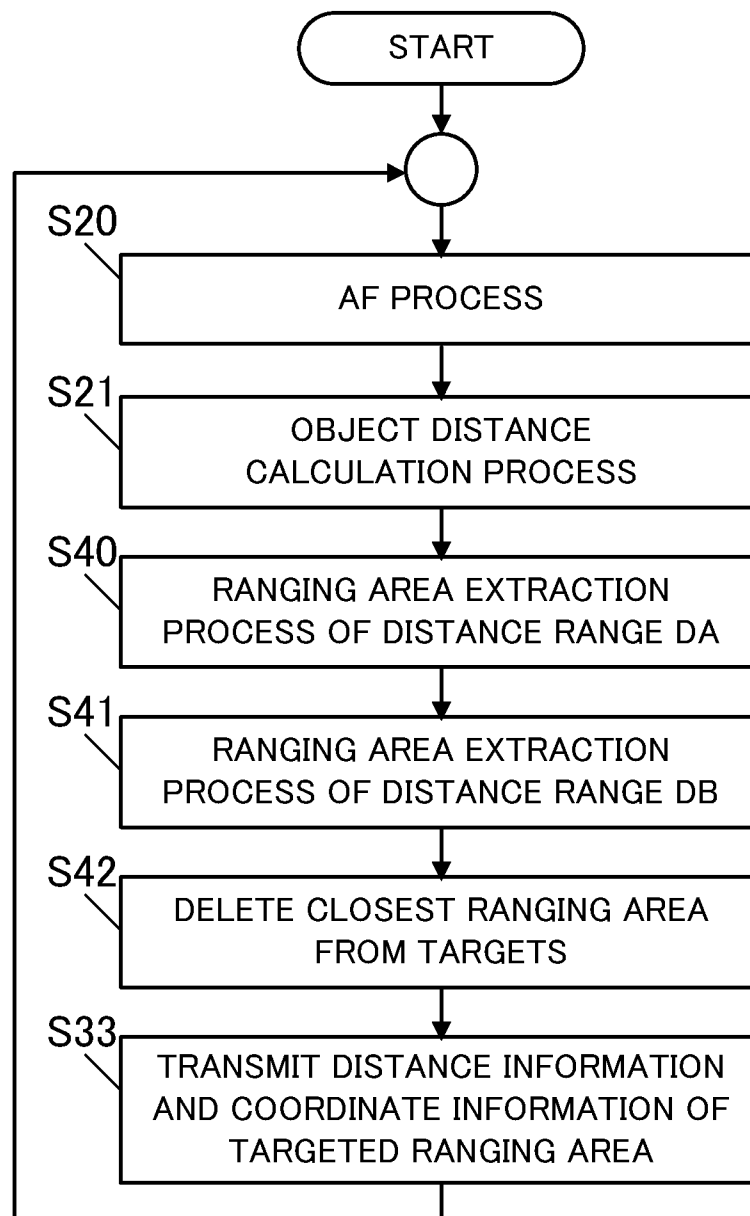 START
S20
AF PROCESS
S21
OBJECT DISTANCE
CALCULATION PROCESS
S40
RANGING AREA EXTRACTION
PROCESS OF DISTANCE RANGE DA
S41
RANGING AREA EXTRACTION
PROCESS OF DISTANCE RANGE DB
S42
DELETE CLOSEST RANGING AREA
FROM TARGETS
S33
TRANSMIT DISTANCE INFORMATION
AND COORDINATE INFORMATION OF
TARGETED RANGING AREA